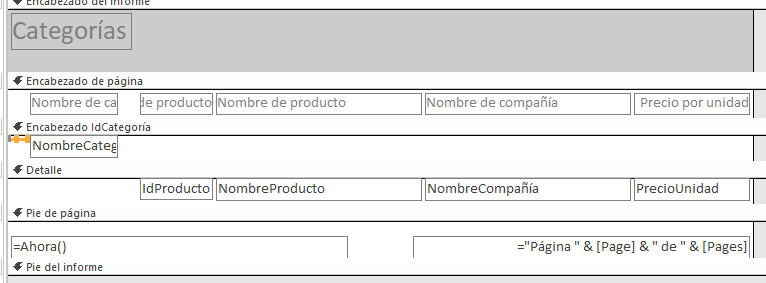 Encabezado del informe
Categorías
Encabezado de página
Nombre de ca de producto Nombre de producto Nombre de compañía Precio por unidad
Encabezado IdCategoría
NombreCateg
Detalle
IdProducto NombreProducto NombreCompañía PrecioUnidad
Pie de página
=Ahora() ="Página " & [Page] & " de " & [Pages]
Pie del informe